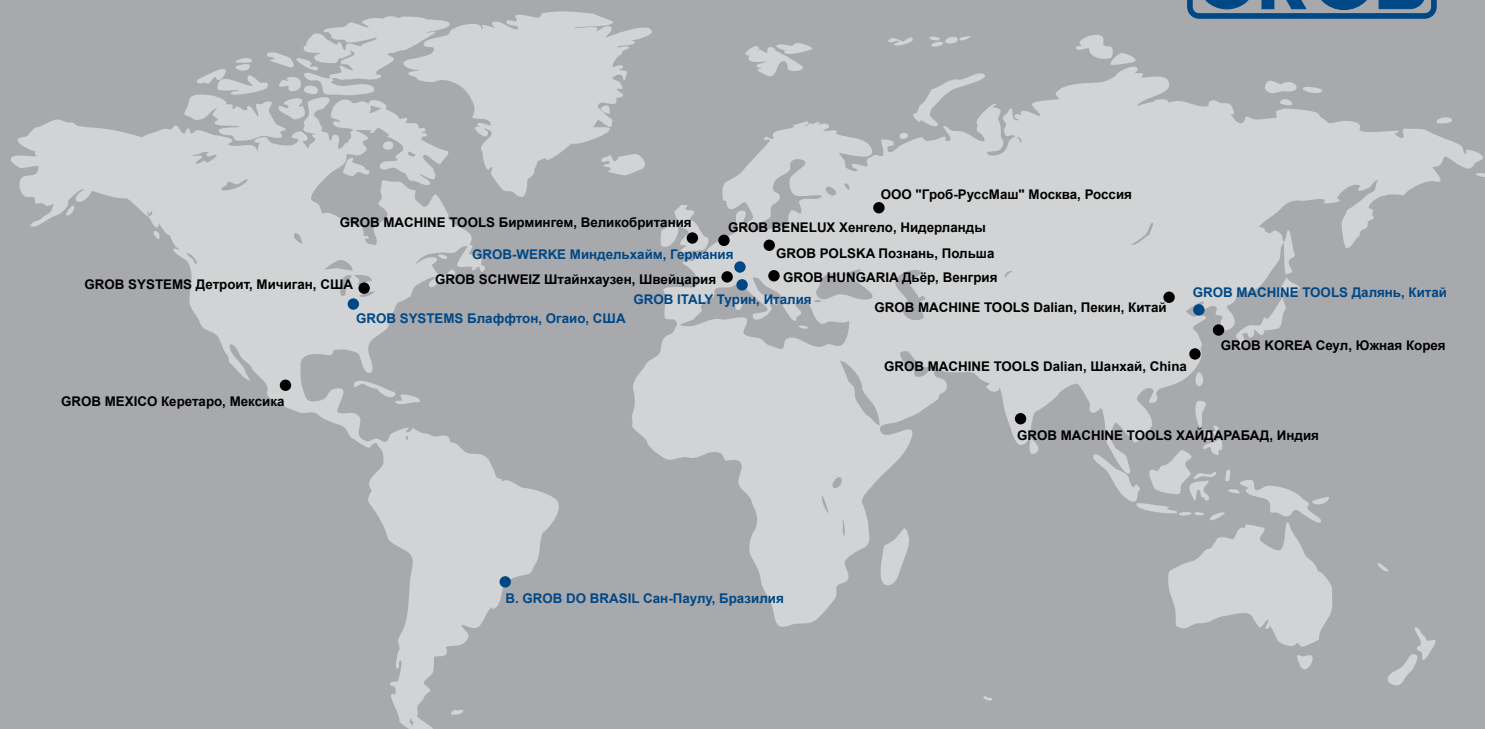 GROB
ООО "Гроб-РуссМаш" Москва, Россия
GROB MACHINE TOOLS Бирмингем, Великобритания
GROB BENELUX Хенгело, Нидерланды
GROB-WERKE Миндельхайм, Германия
GROB POLSKA Познань, Польша
GROB SCHWEIZ Штайнхаузен, Швейцария
GROB HUNGARIA Дьёр, Венгрия
GROB SYSTEMS Детройт, Мичиган, США
GROB ITALY Турин, Италия
GROB MACHINE TOOLS Далянь, Китай
GROB MACHINE TOOLS Dalian, Пекин, Китай
GROB SYSTEMS Блаффтон, Огаио, США
GROB KOREA Сеул, Южная Корея
GROB MACHINE TOOLS Dalian, Шанхай, China
GROB MEXICO Керетаро, Мексика
GROB MACHINE TOOLS ХАЙДАРАБАД, Индия
B. GROB DO BRASIL Сан-Паулу, Бразилия